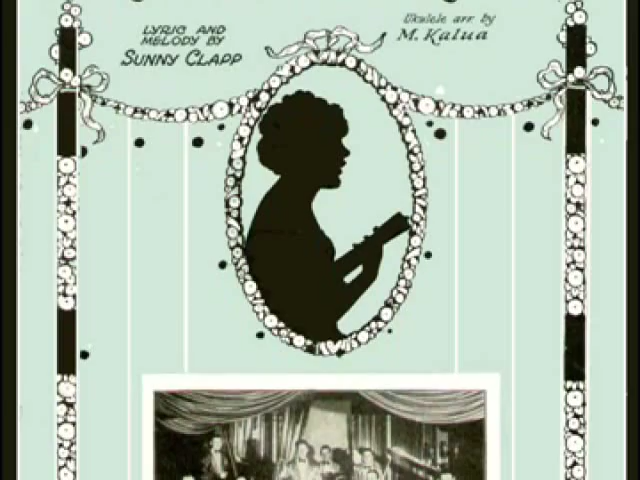 LYRIC AND
MELODY BY
SUNNY CLAPP
Ukulele arr. by
M. Kalua